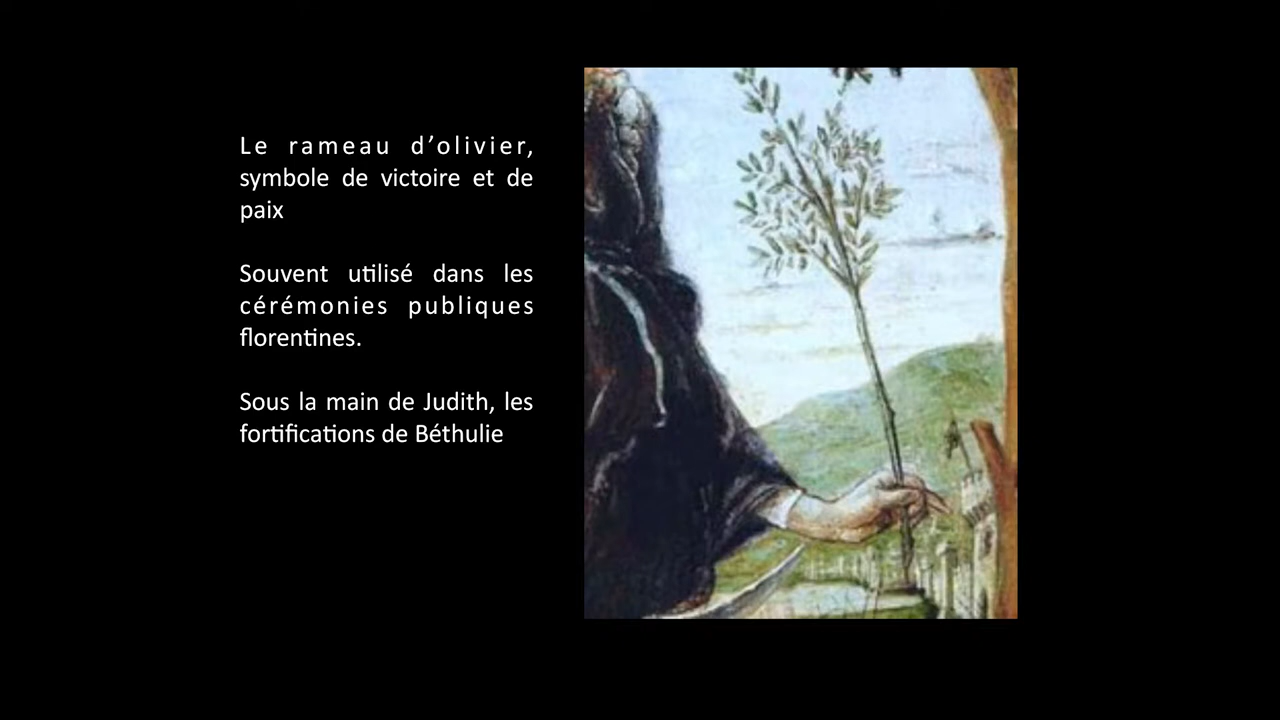 Le rameau d’olivier,
symbole de victoire et de
paix
Souvent utilisé dans les
cérémonies publiques
florentines.
Sous la main de Judith, les
fortifications de Béthulie